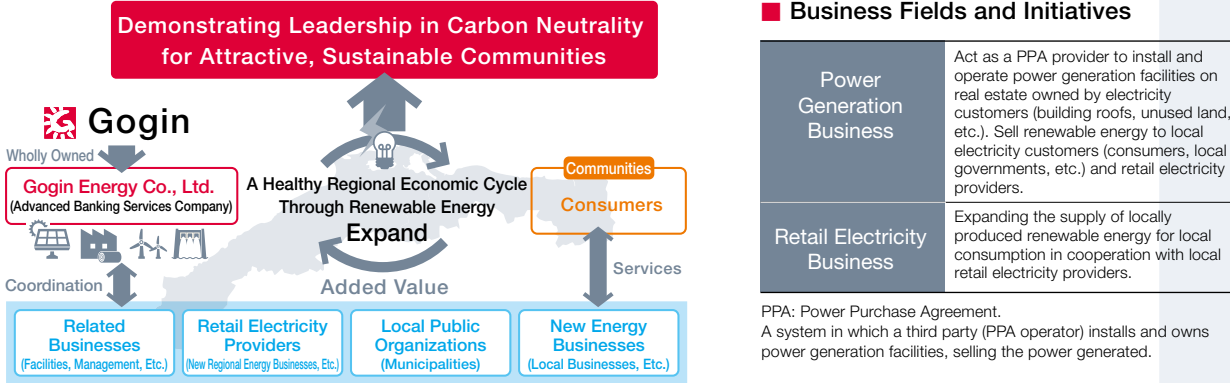 Demonstrating Leadership in Carbon Neutrality
for Attractive, Sustainable Communities
Gogin
Wholly Owned
Gogin Energy Co., Ltd.
(Advanced Banking Services Company)
A Healthy Regional Economic Cycle
Through Renewable Energy
Expand
Communities
Consumers
Coordination
Added Value
Services
Related
Businesses
(Facilities, Management, Etc.)
Retail Electricity
Providers
(New Regional Energy Businesses, Etc.)
Local Public
Organizations
(Municipalities)
New Energy
Businesses
(Local Businesses, Etc.)
Business Fields and Initiatives
Power
Generation
Business
Act as a PPA provider to install and
operate power generation facilities on
real estate owned by electricity
customers (building roofs, unused land,
etc.). Sell renewable energy to local
electricity customers (consumers, local
governments, etc.) and retail electricity
providers.
Retail Electricity
Business
Expanding the supply of locally
produced renewable energy for local
consumption in cooperation with local
retail electricity providers.
PPA: Power Purchase Agreement.
A system in which a third party (PPA operator) installs and owns
power generation facilities, selling the power generated.